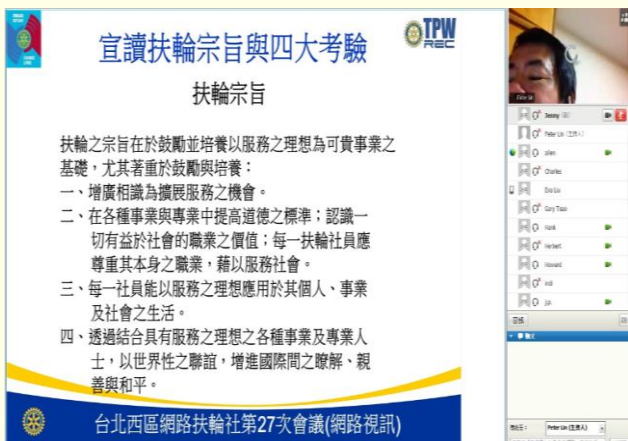 宣讀扶輪宗旨與四大考驗
TPW
REC
扶輪宗旨
扶輪之宗旨在於鼓勵並培養以服務之理想為可貴事業之
基礎，尤其著重於鼓勵與培養：
一、增廣相識為擴展服務之機會。
二、在各種事業與專業中提高道德之標準；認識一
切有益於社會的職業之價值；每一扶輪社員應
尊重其本身之職業，藉以服務社會。
三、每一社員能以服務之理想應用於其個人、事業
及社會之生活。
四、透過結合具有服務之理想之各種事業及專業人
士，以世界性之聯誼，增進國際間之瞭解、親
善與和平。
台北西區網路扶輪社第27次會議(網路視訊)
Jenny
Peter Lin (主持人)
Charles
Eva Liu
Gary Tsao
Hank
Herbert
Howard
Peter Lin (主持人)